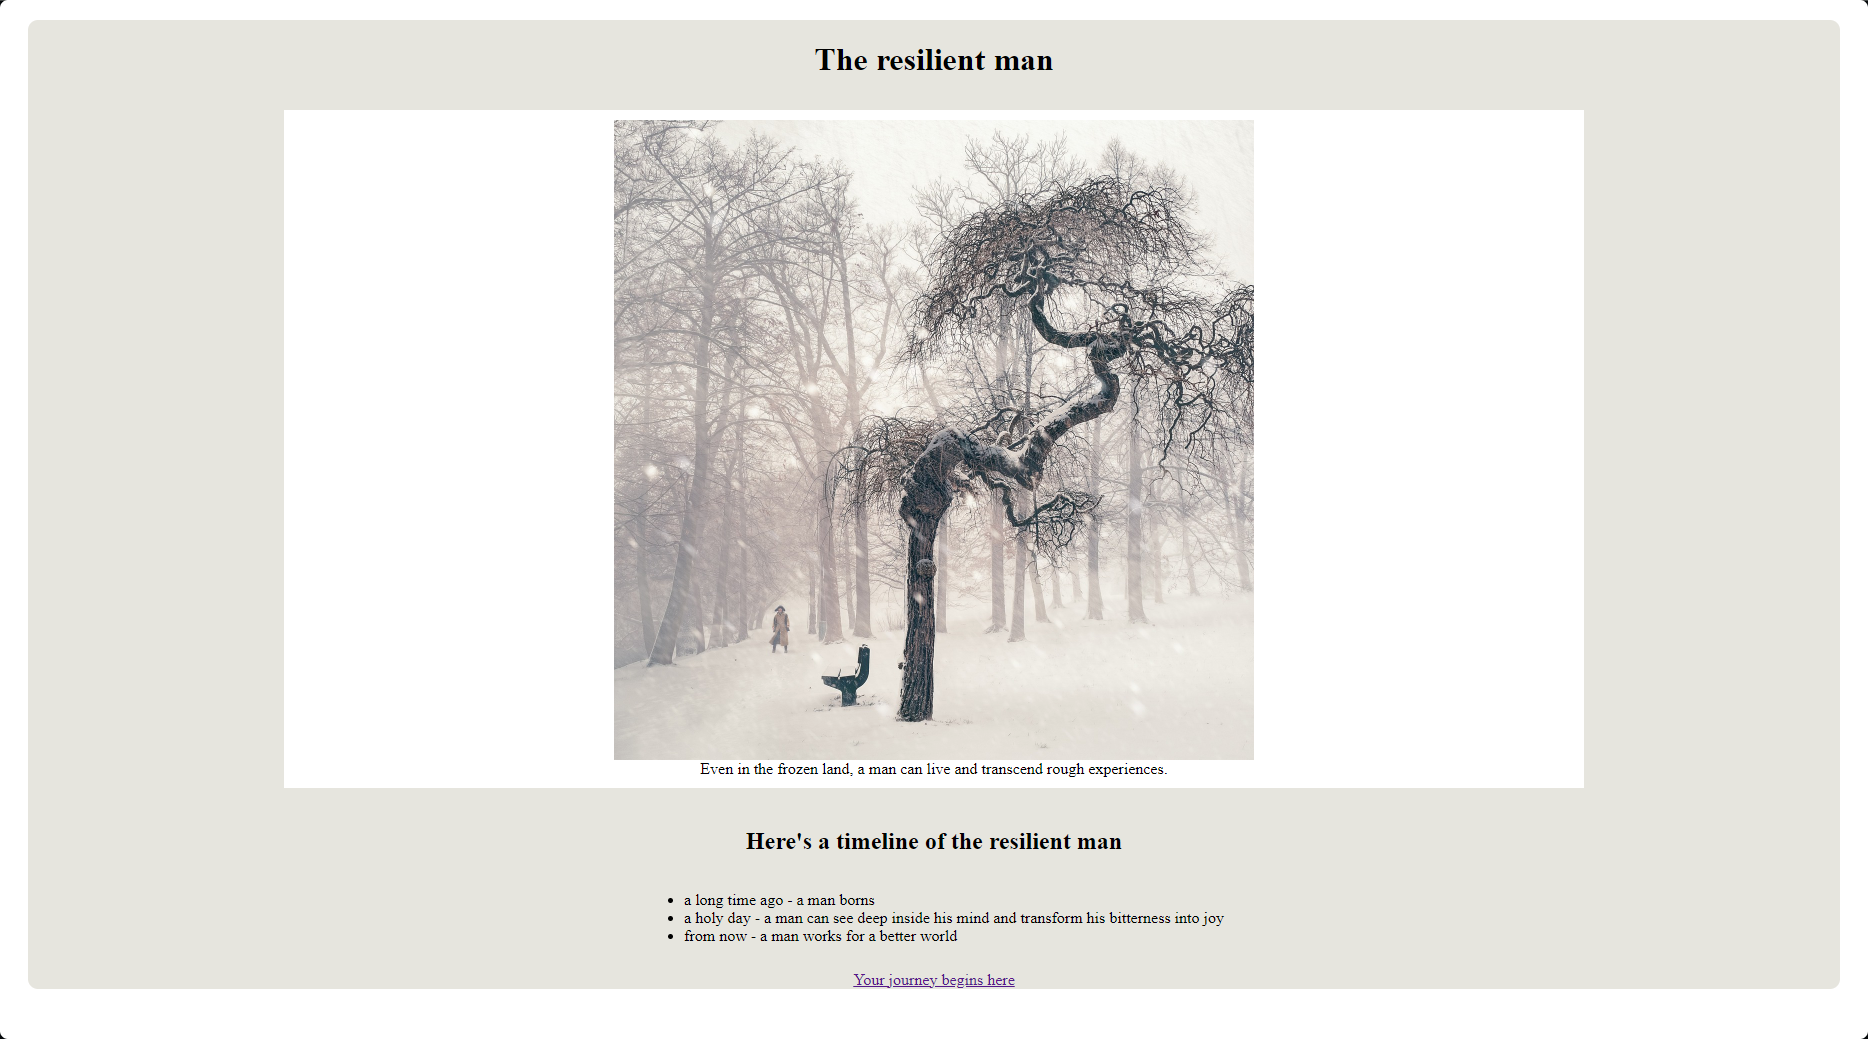 The resilient man
Even in the frozen land, a man can live and transcend rough experiences.
Here's a timeline of the resilient man
a long time ago - a man borns
a holy day - a man can see deep inside his mind and transform his bitterness into joy
from now - a man works for a better world
Your journey begins here